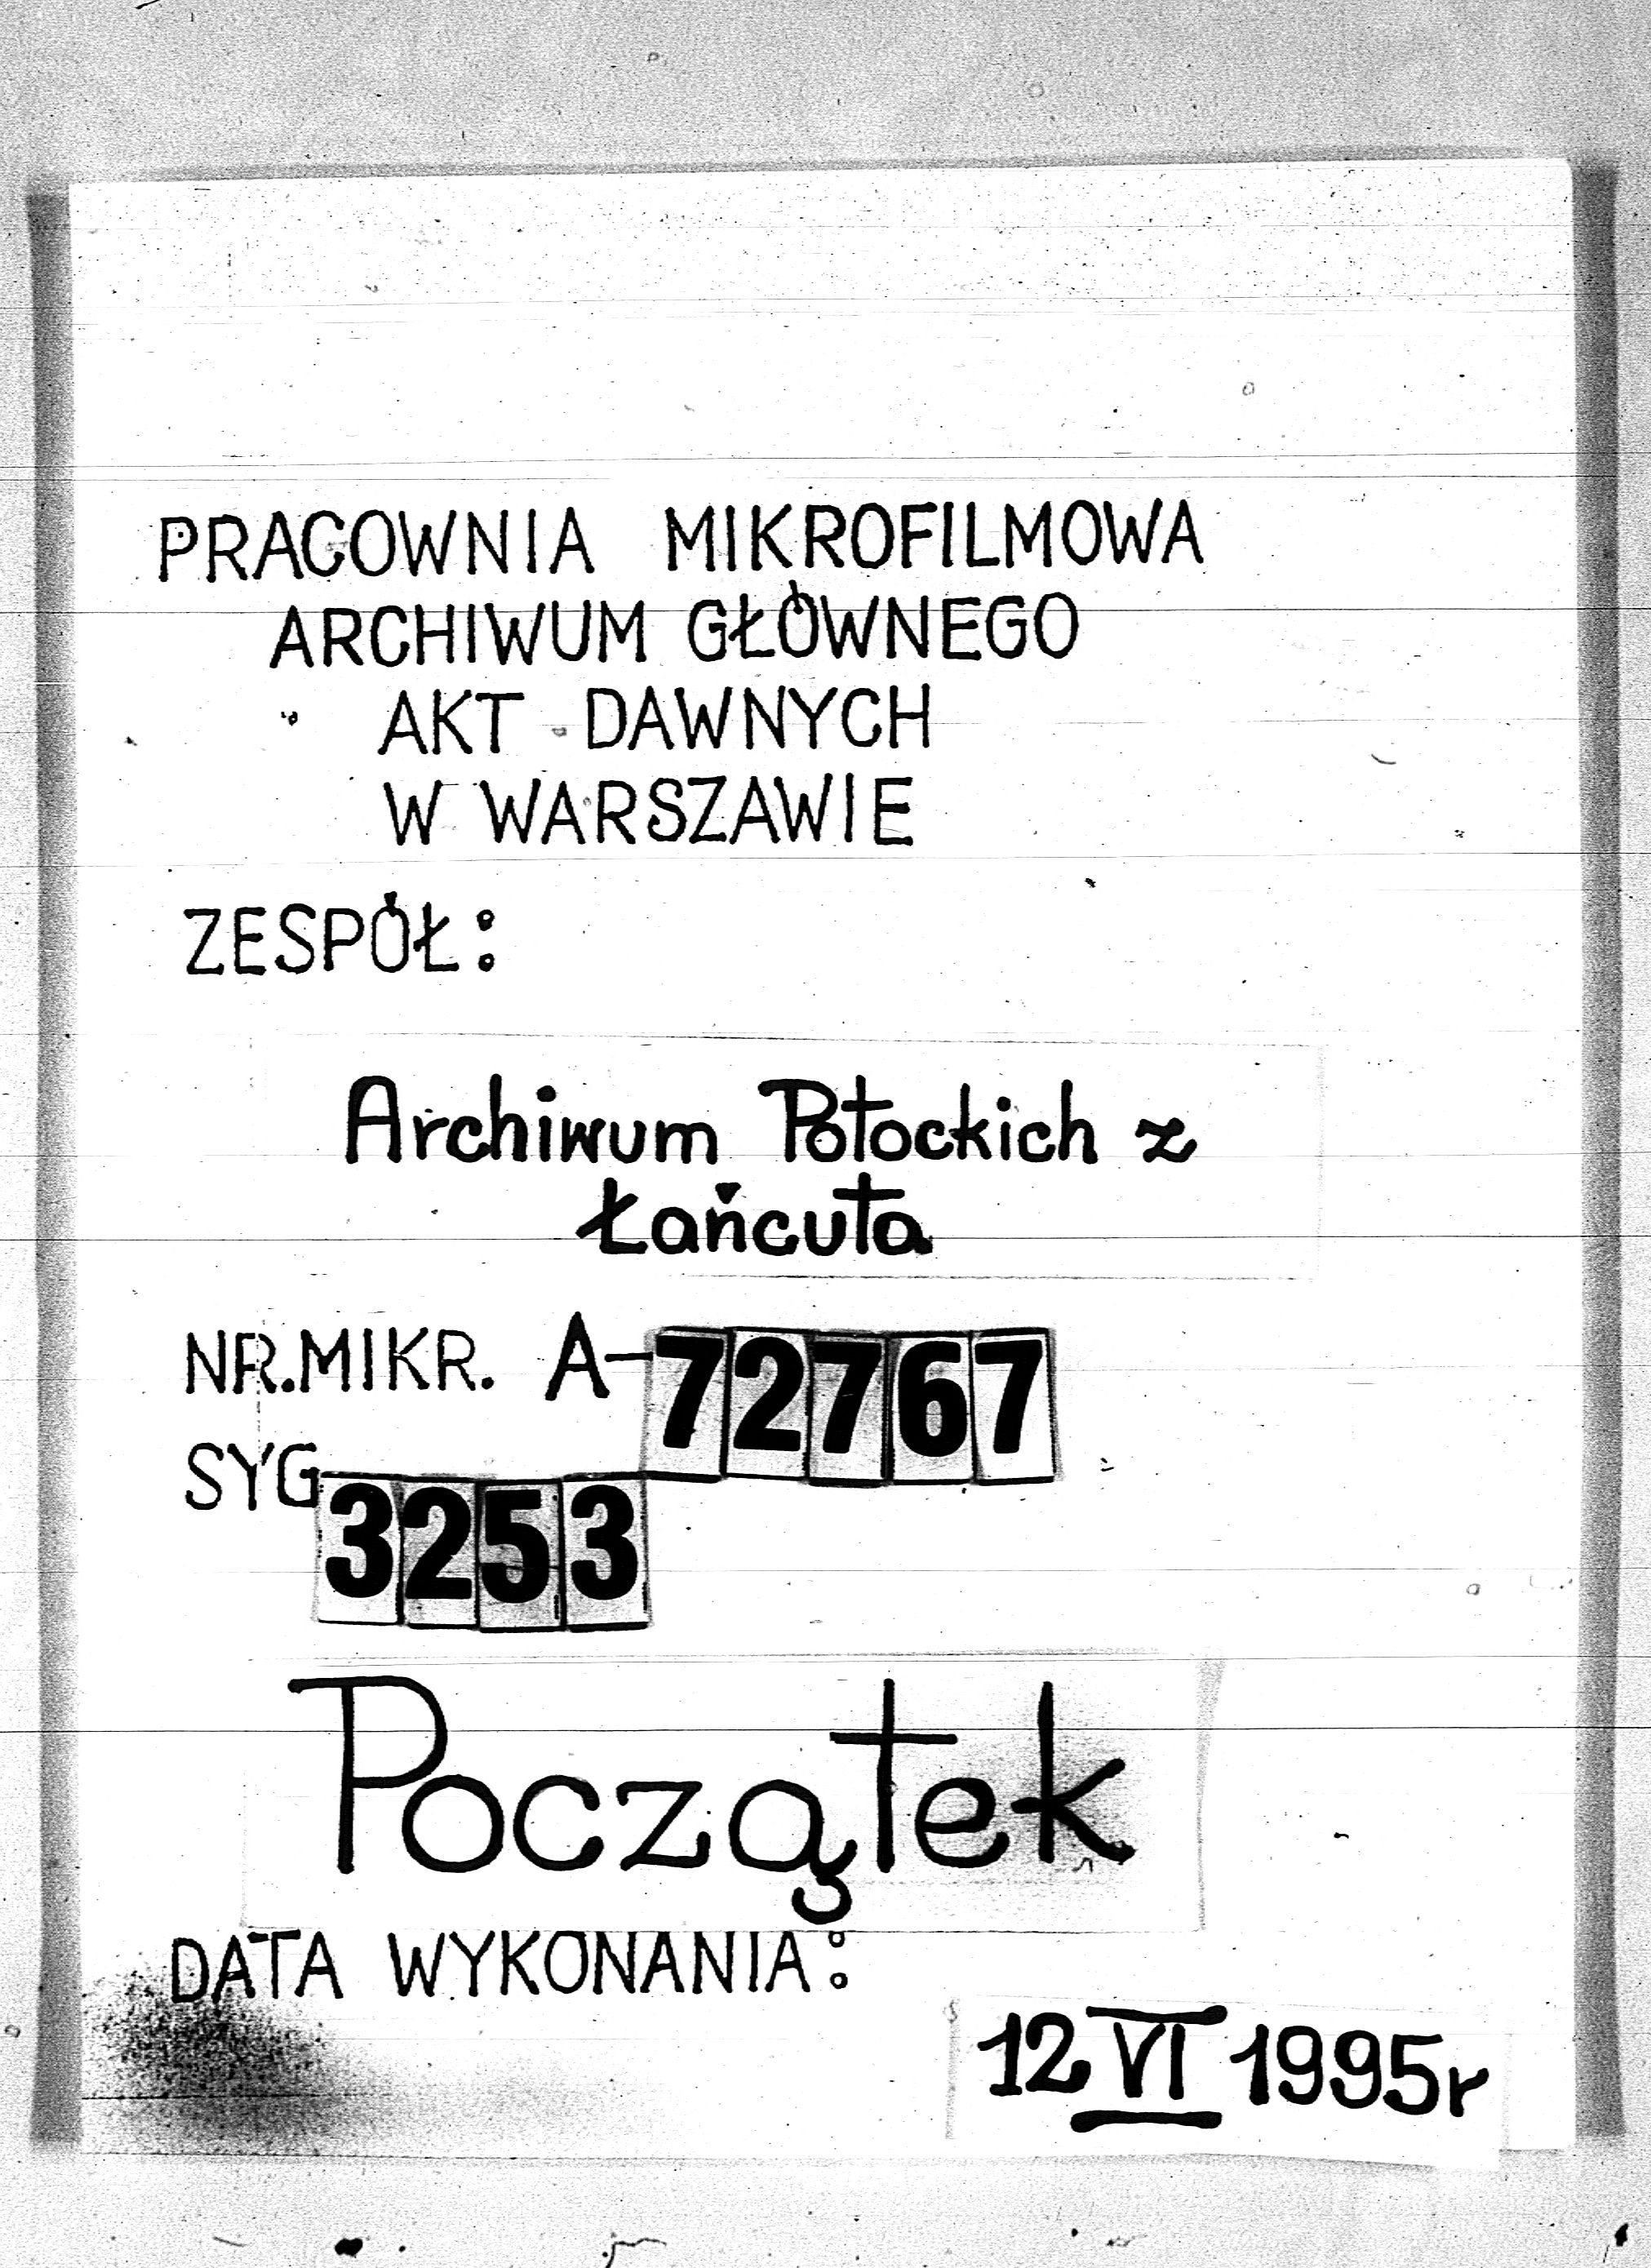 PRACOWNIA MIKROFILMOWA
ARCHIWUM GŁÓWNEGO
AKT DAWNYCH
W WARSZAWIE
ZESPÓŁ:
Archiwum Potockich z
Łańcuta
NR.MIKR. A-72767
SYG 3253
Początek
DATA WYKONANIA:
12 VI 1995r